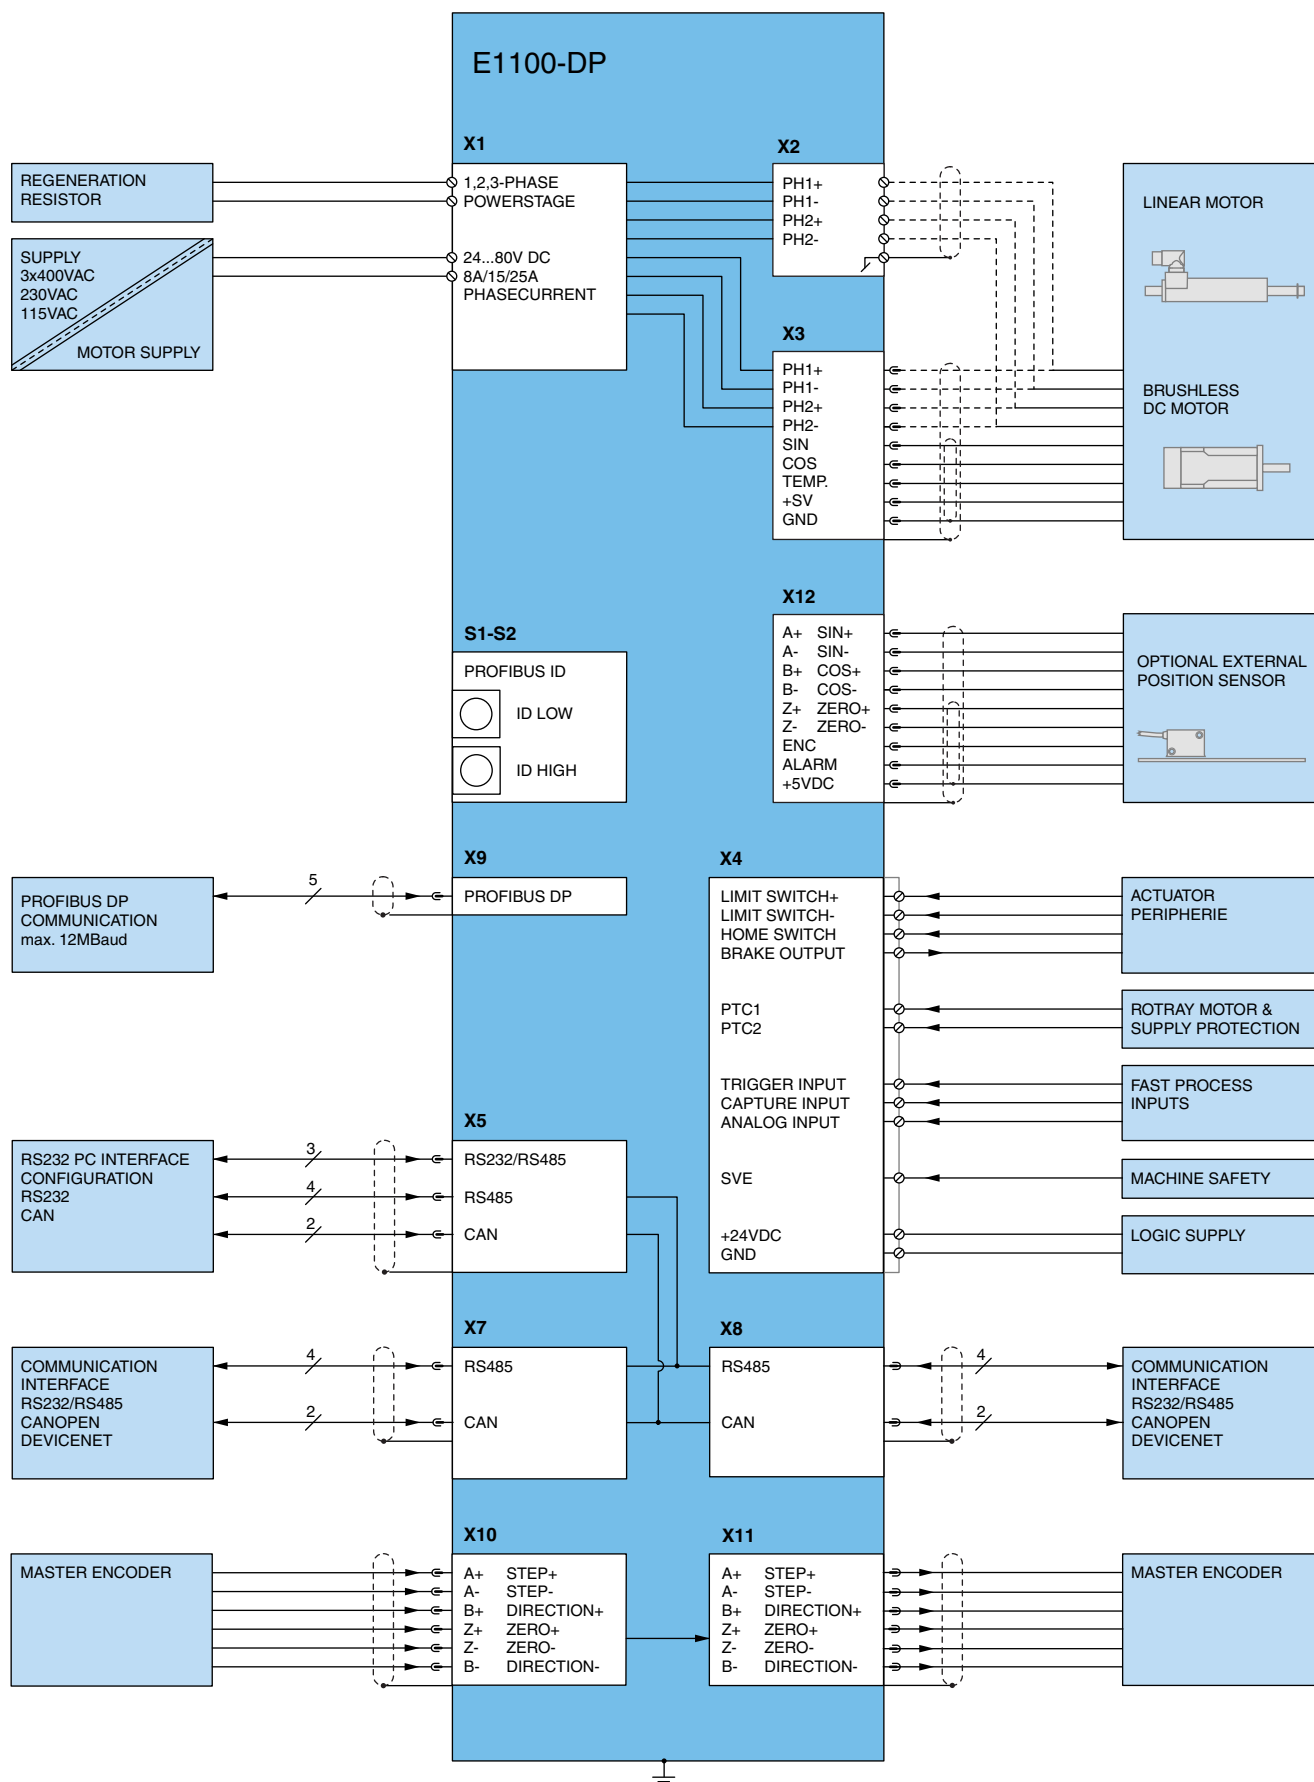 E1100-DP
X1
REGENERATION
RESISTOR
1,2,3-PHASE
POWERSTAGE
SUPPLY
3x400VAC
230VAC
115VAC
MOTOR SUPPLY
24...80V DC
8A/15/25A
PHASECURRENT
X2
PH1+
PH1-
PH2+
PH2-
LINEAR MOTOR
X3
PH1+
PH1-
PH2+
PH2-
SIN
COS
TEMP.
+SV
GND
BRUSHLESS
DC MOTOR
S1-S2
PROFIBUS ID
ID LOW
ID HIGH
X12
A+ SIN+
A- SIN-
B+ COS+
B- COS-
Z+ ZERO+
Z- ZERO-
ENC
ALARM
+5VDC
OPTIONAL EXTERNAL
POSITION SENSOR
X9
PROFIBUS DP
COMMUNICATION
max. 12MBaud
5
PROFIBUS DP
X4
LIMIT SWITCH+
LIMIT SWITCH-
HOME SWITCH
BRAKE OUTPUT
PTC1
PTC2
TRIGGER INPUT
CAPTURE INPUT
ANALOG INPUT
SVE
+24VDC
GND
ACTUATOR
PERIPHERIE
ROTRAY MOTOR &
SUPPLY PROTECTION
FAST PROCESS
INPUTS
MACHINE SAFETY
LOGIC SUPPLY
X5
RS232 PC INTERFACE
CONFIGURATION
RS232
CAN
3
4
2
RS232/RS485
RS485
CAN
X7
COMMUNICATION
INTERFACE
RS232/RS485
CANOPEN
DEVICENET
4
2
RS485
CAN
X8
RS485
CAN
4
2
COMMUNICATION
INTERFACE
RS232/RS485
CANOPEN
DEVICENET
X10
MASTER ENCODER
A+ STEP+
A- STEP-
B+ DIRECTION+
Z+ ZERO+
Z- ZERO-
B- DIRECTION-
X11
A+ STEP+
A- STEP-
B+ DIRECTION+
Z+ ZERO+
Z- ZERO-
B- DIRECTION-
MASTER ENCODER